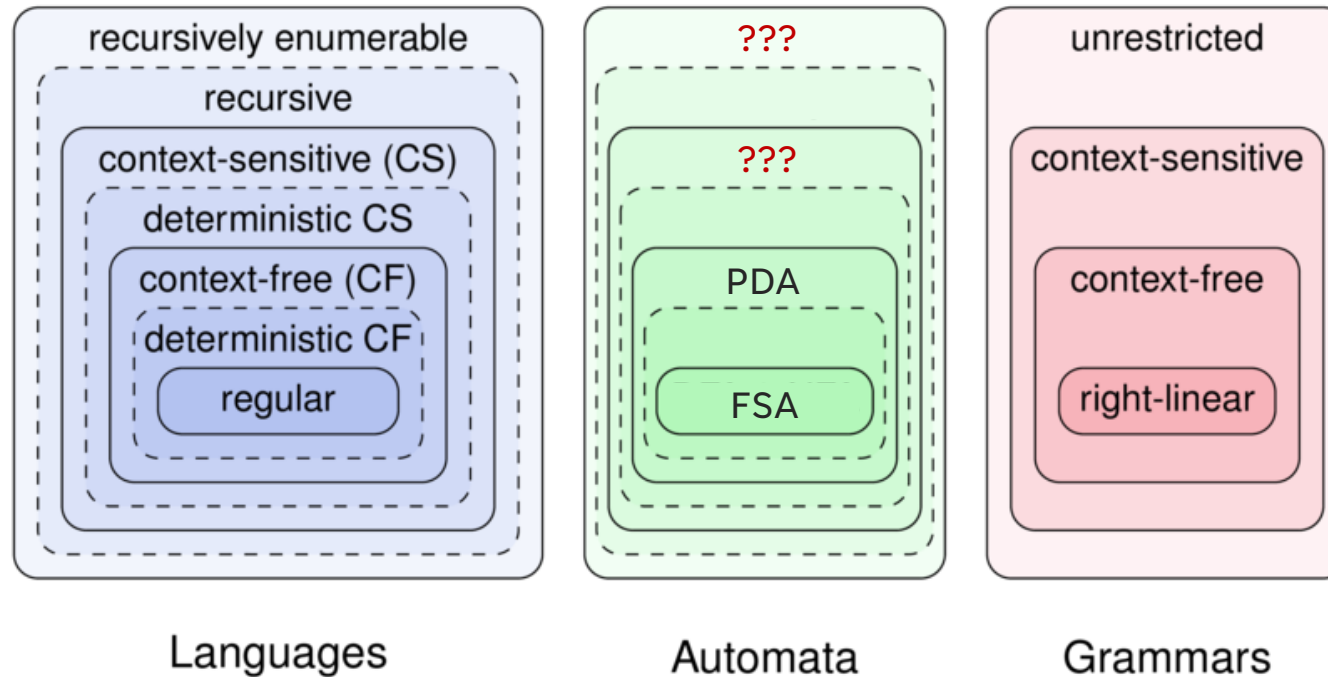 recursively enumerable
recursive
context-sensitive (CS)
deterministic CS
context-free (CF)
deterministic CF
regular
Languages
???
???
PDA
FSA
Automata
unrestricted
context-sensitive
context-free
right-linear
Grammars